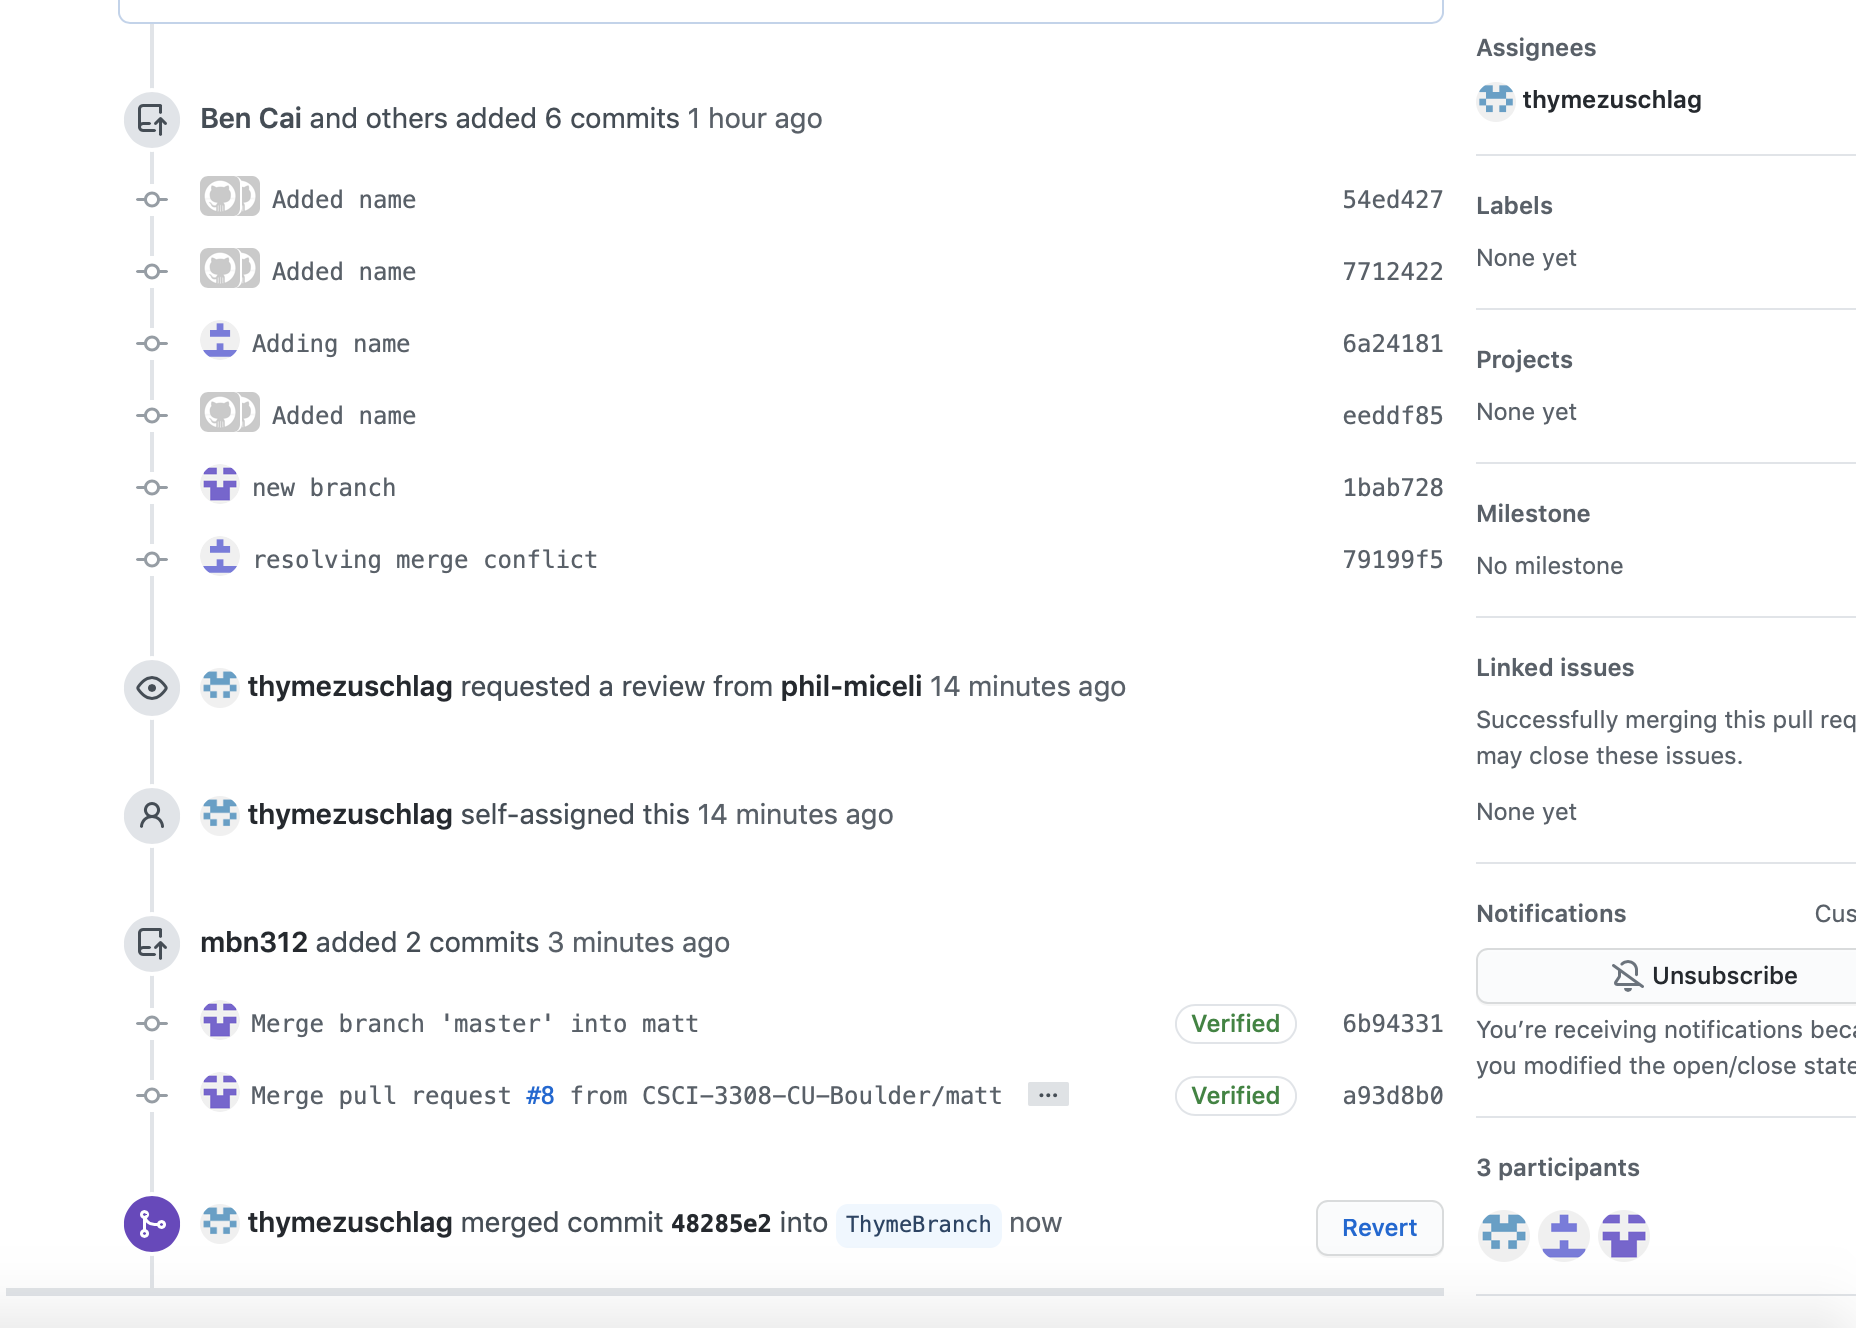 Ben Cai and others added 6 commits 1 hour ago
Added name 54ed427
Added name 7712422
Adding name 6a24181
Added name eeddf85
new branch 1bab728
resolving merge conflict 79199f5
thymezuschlag requested a review from phil-miceli 14 minutes ago
thymezuschlag self-assigned this 14 minutes ago
mbn312 added 2 commits 3 minutes ago
Merge branch 'master' into matt Verified 6b94331
Merge pull request #8 from CSCI-3308-CU-Boulder/matt ... Verified a93d8b0
thymezuschlag merged commit 48285e2 into ThymeBranch now Revert
Assignees
thymezuschlag
Labels
None yet
Projects
None yet
Milestone
No milestone
Linked issues
Successfully merging this pull req
may close these issues.
None yet
Notifications Cus
Unsubscribe
You’re receiving notifications beca
you modified the open/close state
3 participants